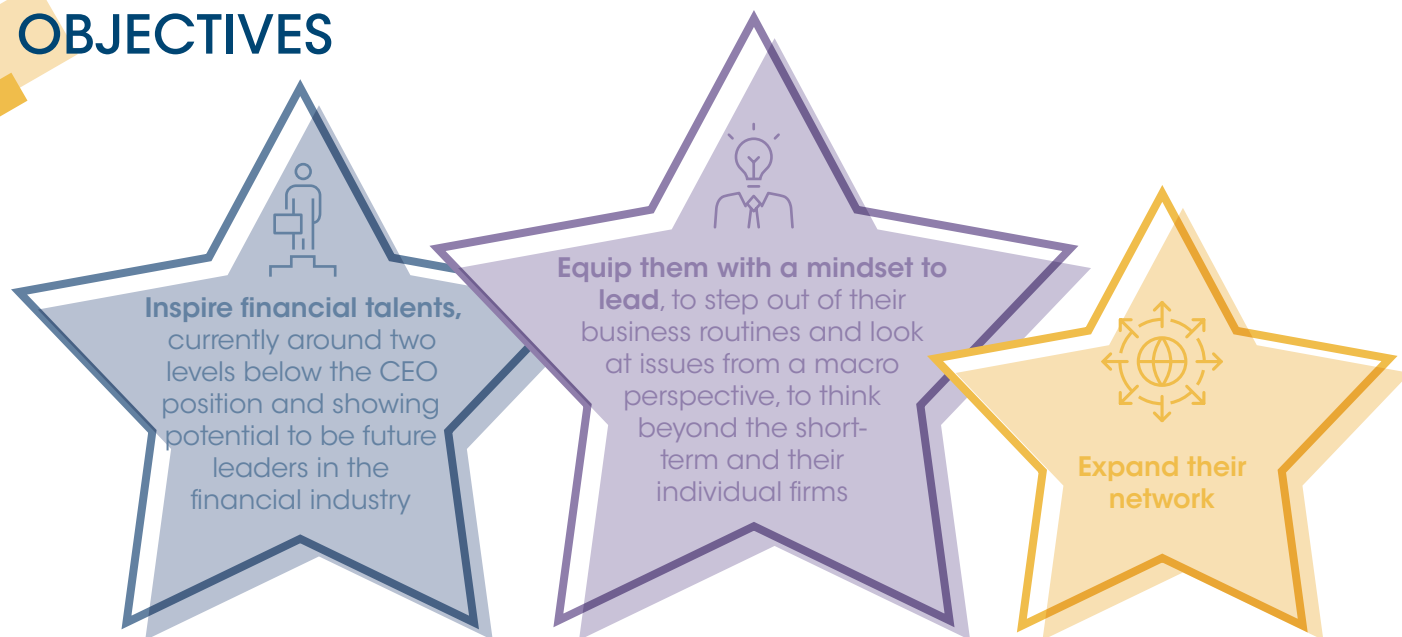 OBJECTIVES
Inspire financial talents,
currently around two
levels below the CEO
position and showing
potential to be future
leaders in the
financial industry
Equip them with a mindset to
lead, to step out of their
business routines and look
at issues from a macro
perspective, to think
beyond the short-
term and their
individual firms
Expand their
network